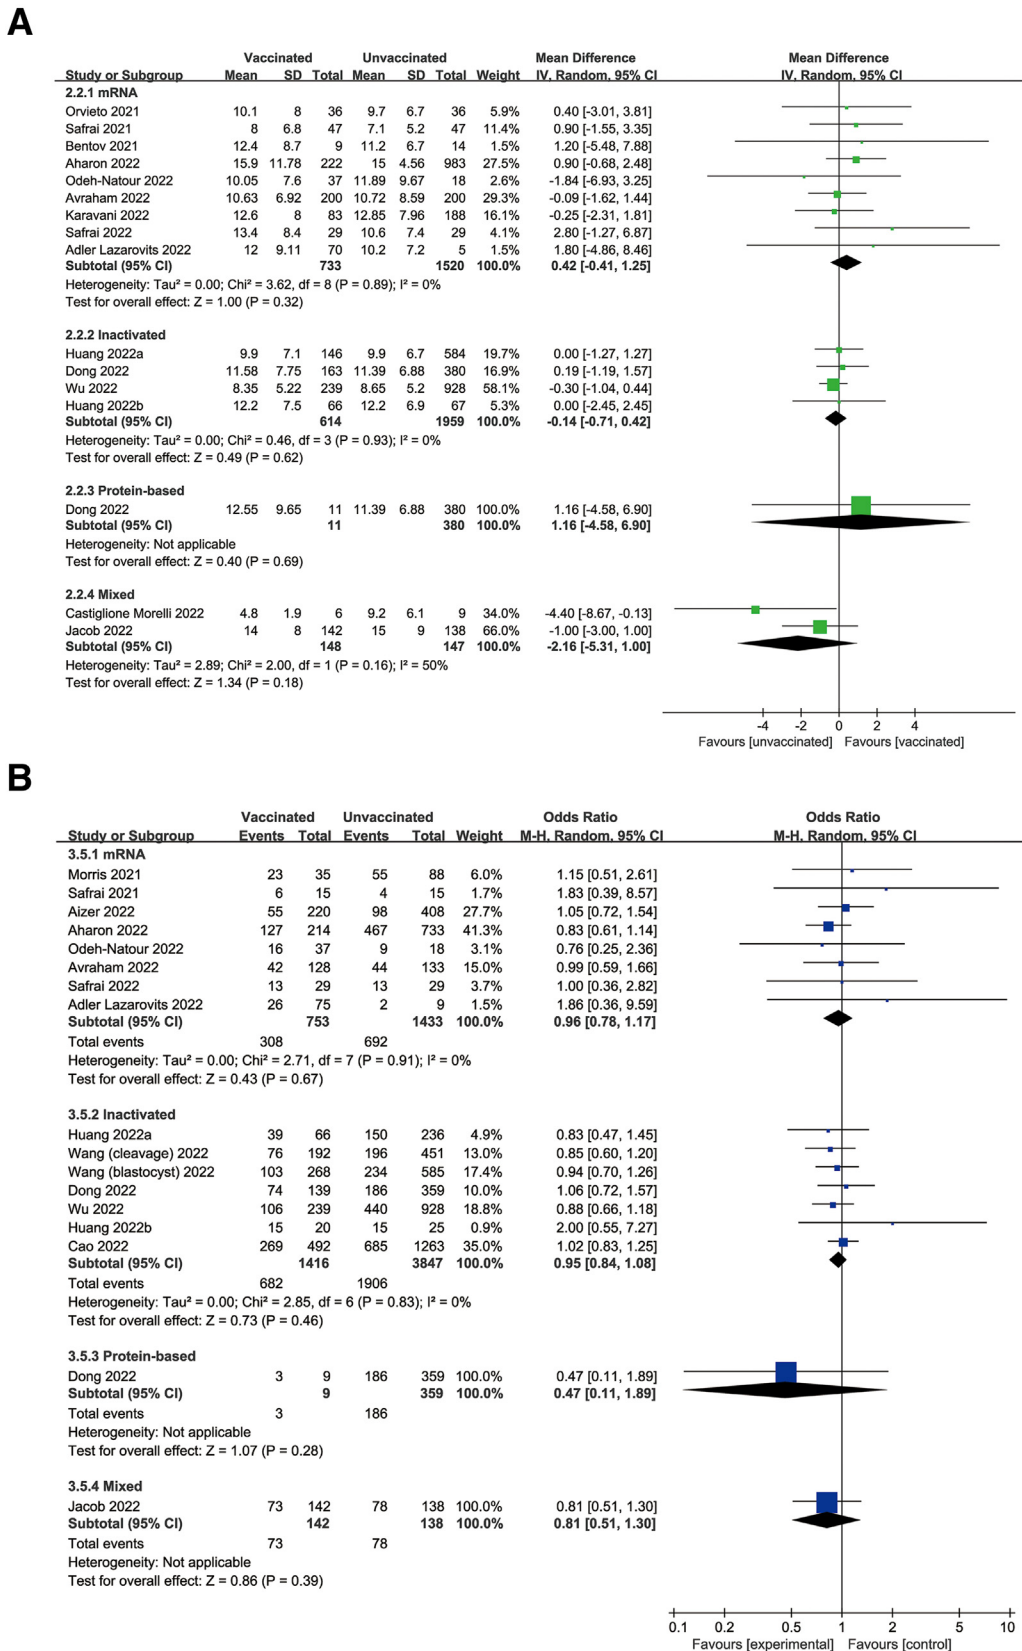 A
Vaccinated Unvaccinated Mean Difference Mean Difference
Study or Subgroup Mean SD Total Mean SD Total Weight IV, Random, 95% CI IV, Random, 95% CI
2.2.1 mRNA
Orvieto 2021 10.1 8 36 9.7 6.7 36 5.9% 0.40 [-3.01, 3.81]
Safrai 2021 8 6.8 47 7.1 5.2 47 11.4% 0.90 [-1.55, 3.35]
Bentov 2021 12.4 8.7 9 11.2 6.7 14 1.5% 1.20 [-5.48, 7.88]
Aharon 2022 15.9 11.78 222 15 4.56 983 27.5% 0.90 [-0.68, 2.48]
Odeh-Natour 2022 10.05 7.6 37 11.89 9.67 18 2.6% -1.84 [-6.93, 3.25]
Avraham 2022 10.63 6.92 200 10.72 8.59 200 29.3% -0.09 [-1.62, 1.44]
Karavani 2022 12.6 8 83 12.85 7.96 188 16.1% -0.25 [-2.31, 1.81]
Safrai 2022 13.4 8.4 29 10.6 7.4 29 4.1% 2.80 [-1.27, 6.87]
Adler Lazarovits 2022 12 9.11 70 10.2 7.2 5 1.5% 1.80 [-4.86, 8.46]
Subtotal (95% CI) 733 1520 100.0% 0.42 [-0.41, 1.25]
Heterogeneity: Tau² = 0.00; Chi² = 3.62, df = 8 (P = 0.89); I² = 0%
Test for overall effect: Z = 1.00 (P = 0.32)
2.2.2 Inactivated
Huang 2022a 9.9 7.1 146 9.9 6.7 584 19.7% 0.00 [-1.27, 1.27]
Dong 2022 11.58 7.75 163 11.39 6.88 380 16.9% 0.19 [-1.19, 1.57]
Wu 2022 8.35 5.22 239 8.65 5.2 928 58.1% -0.30 [-1.04, 0.44]
Huang 2022b 12.2 7.5 66 12.2 6.9 67 5.3% 0.00 [-2.45, 2.45]
Subtotal (95% CI) 614 1959 100.0% -0.14 [-0.71, 0.42]
Heterogeneity: Tau² = 0.00; Chi² = 0.46, df = 3 (P = 0.93); I² = 0%
Test for overall effect: Z = 0.49 (P = 0.62)
2.2.3 Protein-based
Dong 2022 12.55 9.65 11 11.39 6.88 380 100.0% 1.16 [-4.58, 6.90]
Subtotal (95% CI) 11 380 100.0% 1.16 [-4.58, 6.90]
Heterogeneity: Not applicable
Test for overall effect: Z = 0.40 (P = 0.69)
2.2.4 Mixed
Castiglione Morelli 2022 4.8 1.9 6 9.2 6.1 9 34.0% -4.40 [-8.67, -0.13]
Jacob 2022 14 8 142 15 9 138 66.0% -1.00 [-3.00, 1.00]
Subtotal (95% CI) 148 147 100.0% -2.16 [-5.31, 1.00]
Heterogeneity: Tau² = 2.89; Chi² = 2.00, df = 1 (P = 0.16); I² = 50%
Test for overall effect: Z = 1.34 (P = 0.18)
-4 -2 0 2 4
Favours [unvaccinated] Favours [vaccinated]
B
Vaccinated Unvaccinated Odds Ratio Odds Ratio
Study or Subgroup Events Total Events Total Weight M-H, Random, 95% CI M-H, Random, 95% CI
3.5.1 mRNA
Morris 2021 23 35 55 88 6.0% 1.15 [0.51, 2.61]
Safrai 2021 6 15 4 15 1.7% 1.83 [0.39, 8.57]
Aizer 2022 55 220 98 408 27.7% 1.05 [0.72, 1.54]
Aharon 2022 127 214 467 733 41.3% 0.83 [0.61, 1.14]
Odeh-Natour 2022 16 37 9 18 3.1% 0.76 [0.25, 2.36]
Avraham 2022 42 128 44 133 15.0% 0.99 [0.59, 1.66]
Safrai 2022 13 29 13 29 3.7% 1.00 [0.36, 2.82]
Adler Lazarovits 2022 26 75 2 9 1.5% 1.86 [0.36, 9.59]
Subtotal (95% CI) 753 1433 100.0% 0.96 [0.78, 1.17]
Total events 308 692
Heterogeneity: Tau² = 0.00; Chi² = 2.71, df = 7 (P = 0.91); I² = 0%
Test for overall effect: Z = 0.43 (P = 0.67)
3.5.2 Inactivated
Huang 2022a 39 66 150 236 4.9% 0.83 [0.47, 1.45]
Wang (cleavage) 2022 76 192 196 451 13.0% 0.85 [0.60, 1.20]
Wang (blastocyst) 2022 103 268 234 585 17.4% 0.94 [0.70, 1.26]
Dong 2022 74 139 186 359 10.0% 1.06 [0.72, 1.57]
Wu 2022 106 239 440 928 18.8% 0.88 [0.66, 1.18]
Huang 2022b 15 20 15 25 0.9% 2.00 [0.55, 7.27]
Cao 2022 269 492 685 1263 35.0% 1.02 [0.83, 1.25]
Subtotal (95% CI) 1416 3847 100.0% 0.95 [0.84, 1.08]
Total events 682 1906
Heterogeneity: Tau² = 0.00; Chi² = 2.85, df = 6 (P = 0.83); I² = 0%
Test for overall effect: Z = 0.73 (P = 0.46)
3.5.3 Protein-based
Dong 2022 3 9 186 359 100.0% 0.47 [0.11, 1.89]
Subtotal (95% CI) 9 359 100.0% 0.47 [0.11, 1.89]
Total events 3 186
Heterogeneity: Not applicable
Test for overall effect: Z = 1.07 (P = 0.28)
3.5.4 Mixed
Jacob 2022 73 142 78 138 100.0% 0.81 [0.51, 1.30]
Subtotal (95% CI) 142 138 100.0% 0.81 [0.51, 1.30]
Total events 73 78
Heterogeneity: Not applicable
Test for overall effect: Z = 0.86 (P = 0.39)
0.1 0.2 0.5 1 2 5 10
Favours [experimental] Favours [control]